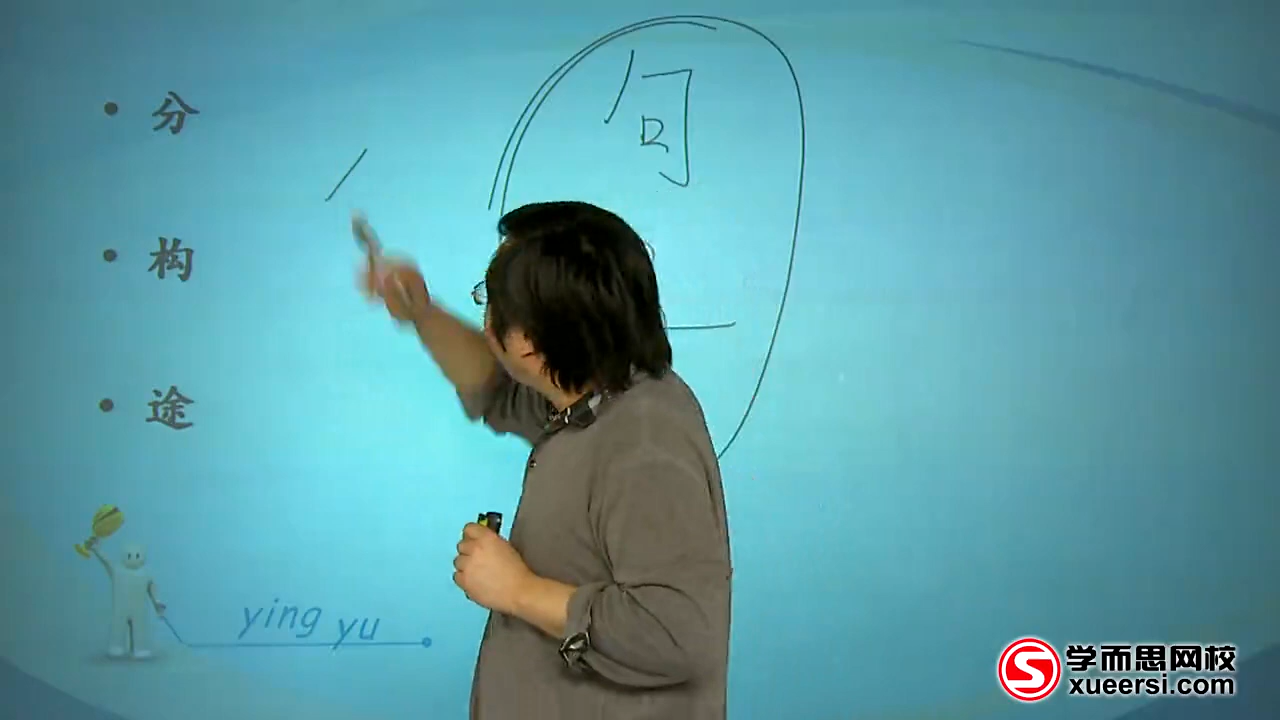 分
句
构
途
ying yu
学而思网校
xueersi.com